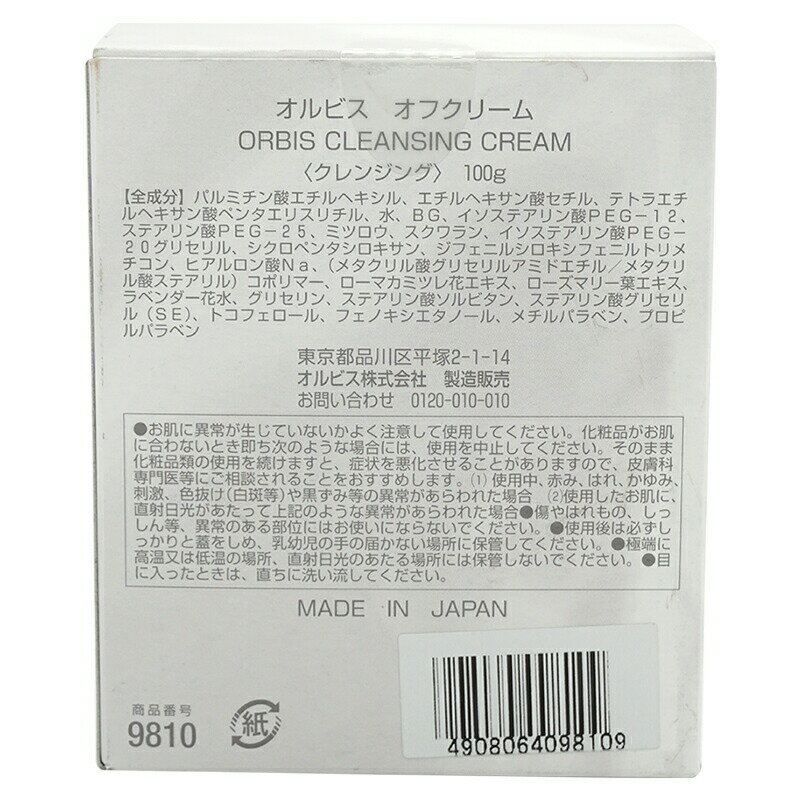 オルビス オフクリーム
ORBIS CLEANSING CREAM
〈クレンジング〉 100g
【全成分】パルミチン酸エチルヘキシル、エチルヘキサン酸セチル、テトラエチ
ルヘキサン酸ペンタエリスリチル、水、BG、イソステアリン酸PEG-12、
ステアリン酸PEG-25、ミツロウ、スクワラン、イソステアリン酸PEG-
20グリセリル、シクロペンタシロキサン、ジフェニルシロキシフェニルトリメ
チコン、ヒアルロン酸Na、（メタクリル酸グリセリルアミドエチル／メタクリ
ル酸ステアリル）コポリマー、ローマカミツレ花エキス、ローズマリー葉エキス、
ラベンダー花水、グリセリン、ステアリン酸ソルビタン、ステアリン酸グリセリ
ル（SE）、トコフェロール、フェノキシエタノール、メチルパラベン、プロピ
ルパラベン
東京都品川区平塚2-1-14
オルビス株式会社 製造販売
お問い合わせ 0120-010-010
●お肌に異常が生じていないかよく注意して使用してください。化粧品がお肌
に合わないとき即ち次のような場合には、使用を中止してください。そのまま
化粧品類の使用を続けますと、症状を悪化させることがありますので、皮膚科
専門医等にご相談されることをおすすめします。(1)使用中、赤み、はれ、かゆみ、
刺激、色抜け(白斑等)や黒ずみ等の異常があらわれた場合 (2)使用したお肌に、
直射日光があたって上記のような異常があらわれた場合●傷やはれもの、しっ
しん等、異常のある部位にはお使いにならないでください。●使用後は必ずし
っかりと蓋をしめ、乳幼児の手の届かない場所に保管してください。●極端に
高温又は低温の場所、直射日光のあたる場所には保管しないでください。●目
に入ったときは、直ちに洗い流してください。
MADE IN JAPAN
商品番号
9810
紙
4908064098109